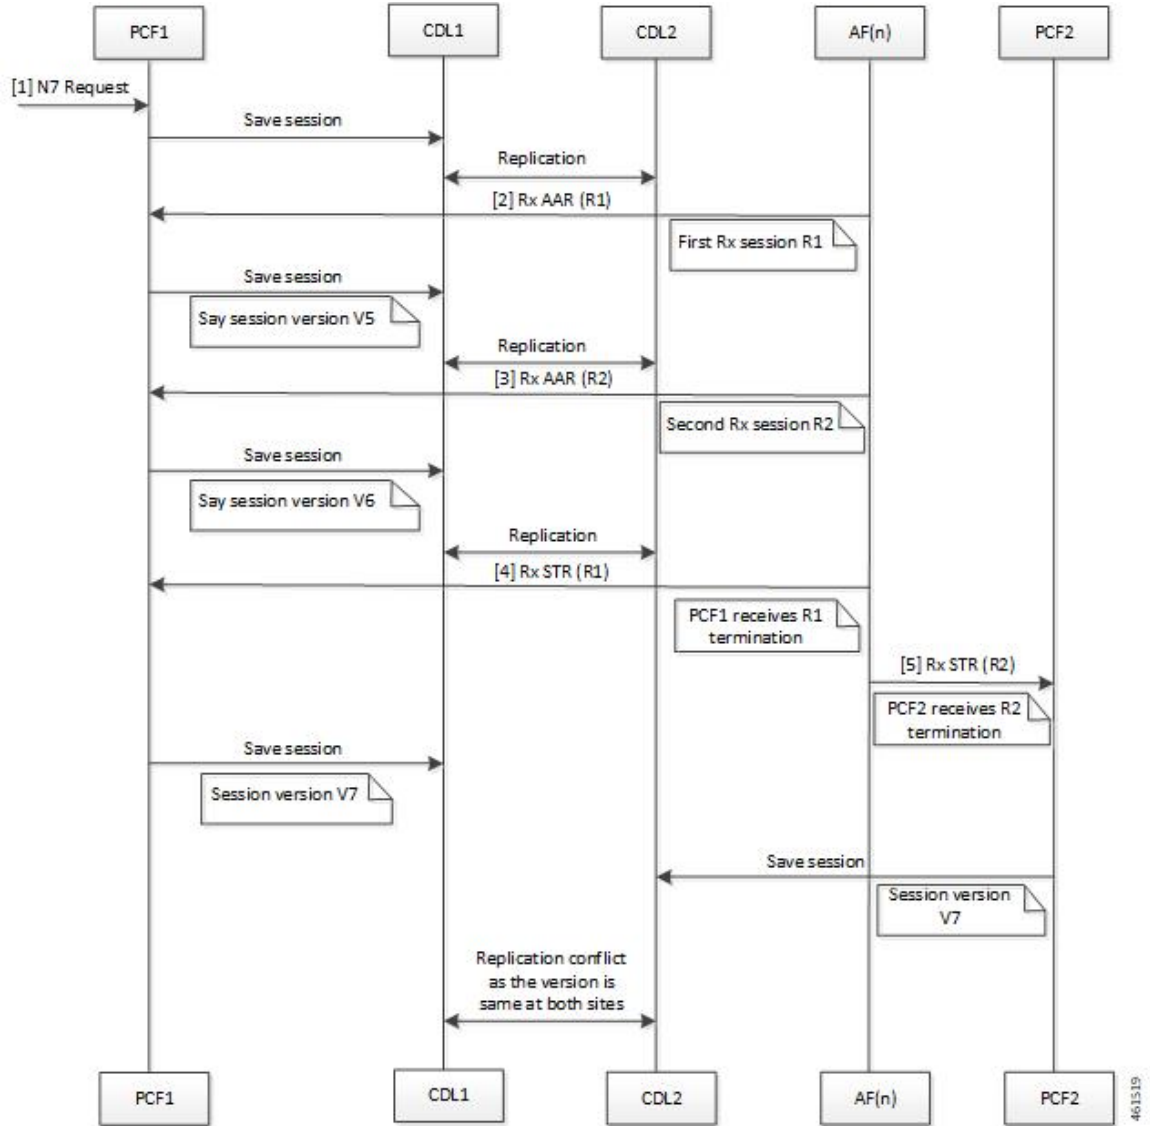 PCF1
CDL1
CDL2
AF(n)
PCF2
[1] N7 Request
Save session
Replication
[2] Rx AAR (R1)
First Rx session R1
Save session
Say session version V5
Replication
[3] Rx AAR (R2)
Second Rx session R2
Save session
Say session version V6
Replication
[4] Rx STR (R1)
PCF1 receives R1
termination
[5] Rx STR (R2)
PCF2 receives R2
termination
Save session
Session version V7
Save session
Session version
V7
Replication conflict
as the version is
same at both sites
PCF1
CDL1
CDL2
AF(n)
PCF2
461519